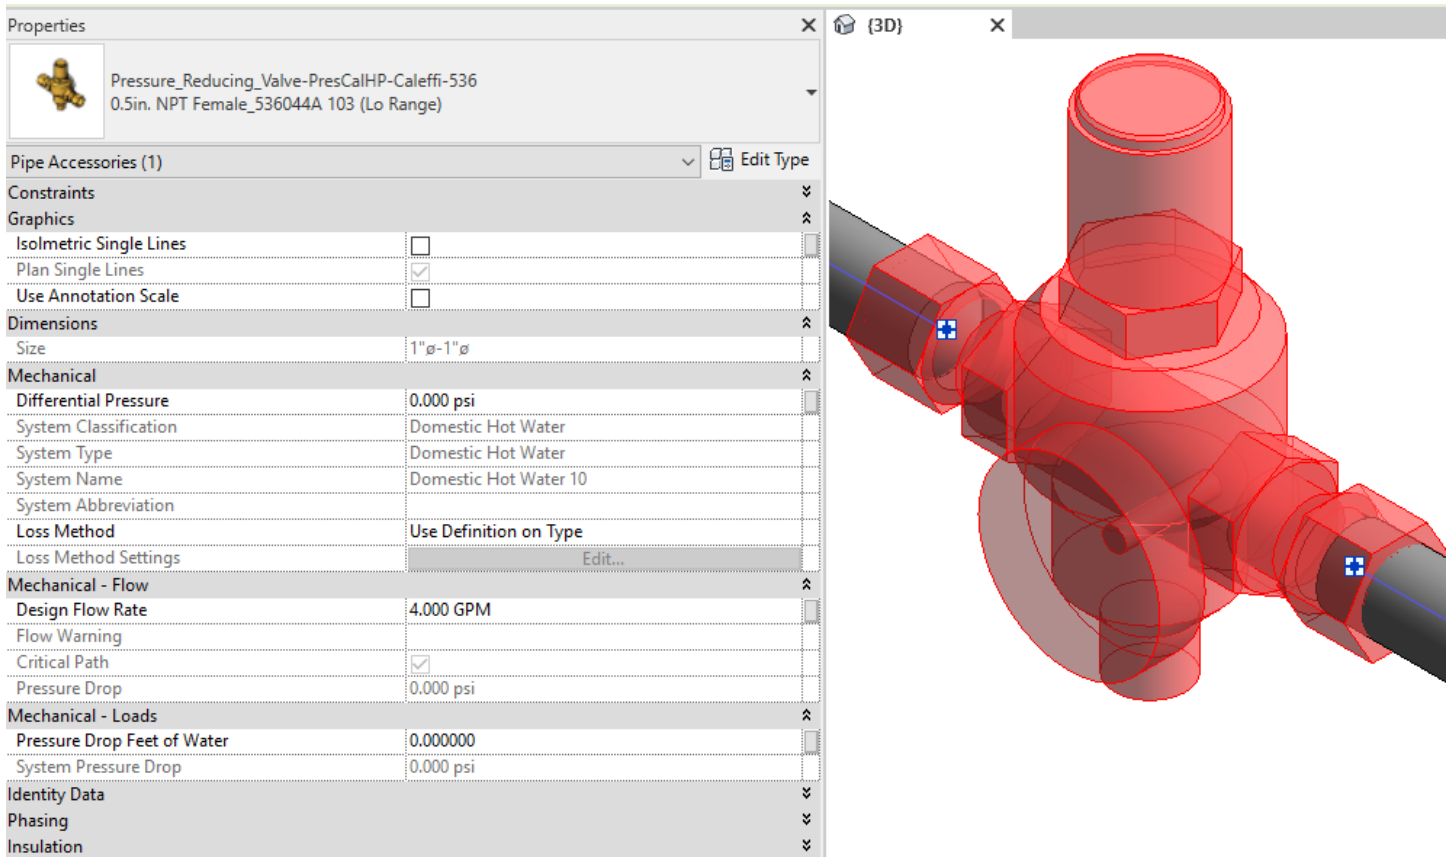 Properties
{3D}
Pressure_Reducing_Valve-PresCalHP-Caleffi-536
0.5in. NPT Female_536044A 103 (Lo Range)
Pipe Accessories (1)
Edit Type
Constraints
Graphics
Isolmetric Single Lines
Plan Single Lines
Use Annotation Scale
Dimensions
Size 1"ø-1"ø
Mechanical
Differential Pressure 0.000 psi
System Classification Domestic Hot Water
System Type Domestic Hot Water
System Name Domestic Hot Water 10
System Abbreviation
Loss Method Use Definition on Type
Loss Method Settings Edit...
Mechanical - Flow
Design Flow Rate 4.000 GPM
Flow Warning
Critical Path
Pressure Drop 0.000 psi
Mechanical - Loads
Pressure Drop Feet of Water 0.000000
System Pressure Drop 0.000 psi
Identity Data
Phasing
Insulation